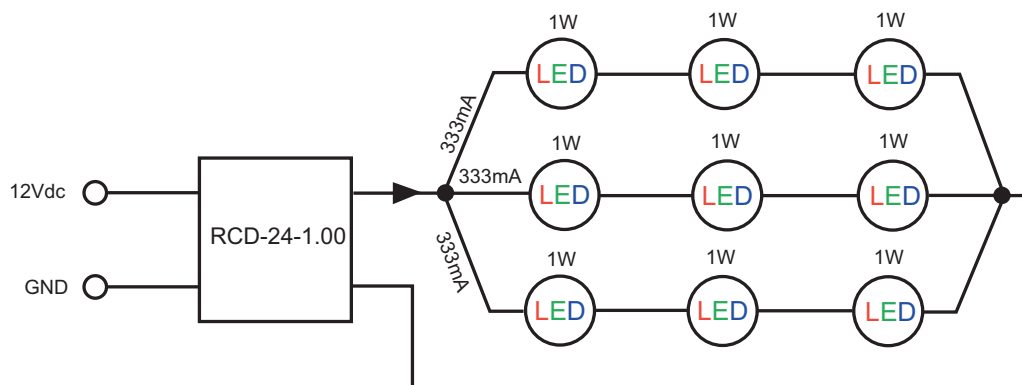 1W 1W 1W
LED LED LED
333mA
1W 1W 1W
12Vdc
333mA
LED LED LED
RCD-24-1.00
333mA
1W 1W 1W
GND
LED LED LED